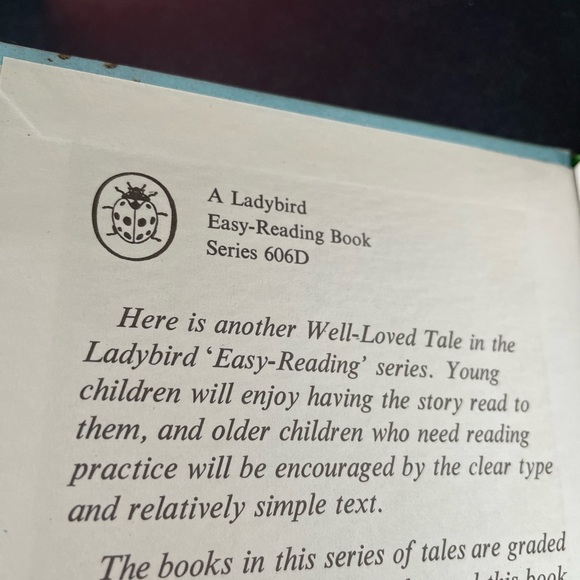 A Ladybird
Easy-Reading Book
Series 606D
Here is another Well-Loved Tale in the
Ladybird ‘Easy-Reading’ series. Young
children will enjoy having the story read to
them, and older children who need reading
practice will be encouraged by the clear type
and relatively simple text.
The books in this series of tales are graded
this book